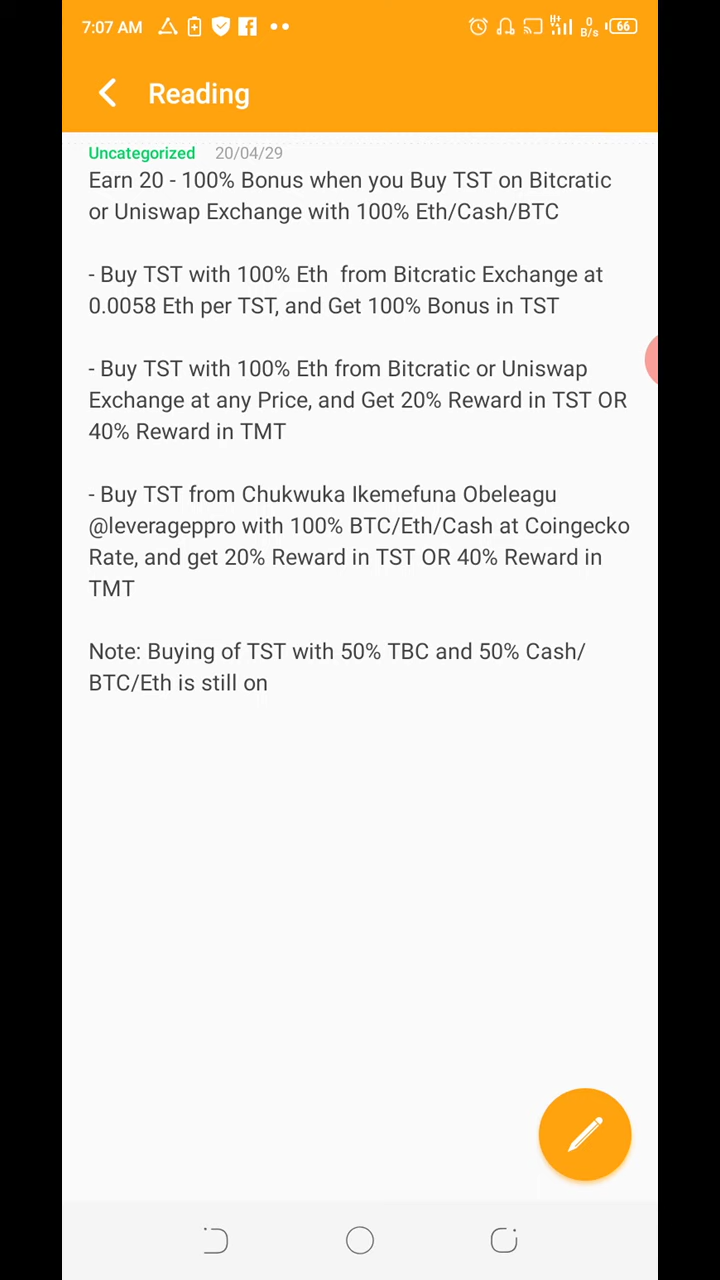 7:07 AM
0
B/s
66
Reading
Uncategorized 20/04/29
Earn 20 - 100% Bonus when you Buy TST on Bitcratic
or Uniswap Exchange with 100% Eth/Cash/BTC
- Buy TST with 100% Eth  from Bitcratic Exchange at
0.0058 Eth per TST, and Get 100% Bonus in TST
- Buy TST with 100% Eth from Bitcratic or Uniswap
Exchange at any Price, and Get 20% Reward in TST OR
40% Reward in TMT
- Buy TST from Chukwuka Ikemefuna Obeleagu
@leverageppro with 100% BTC/Eth/Cash at Coingecko
Rate, and get 20% Reward in TST OR 40% Reward in
TMT
Note: Buying of TST with 50% TBC and 50% Cash/
BTC/Eth is still on